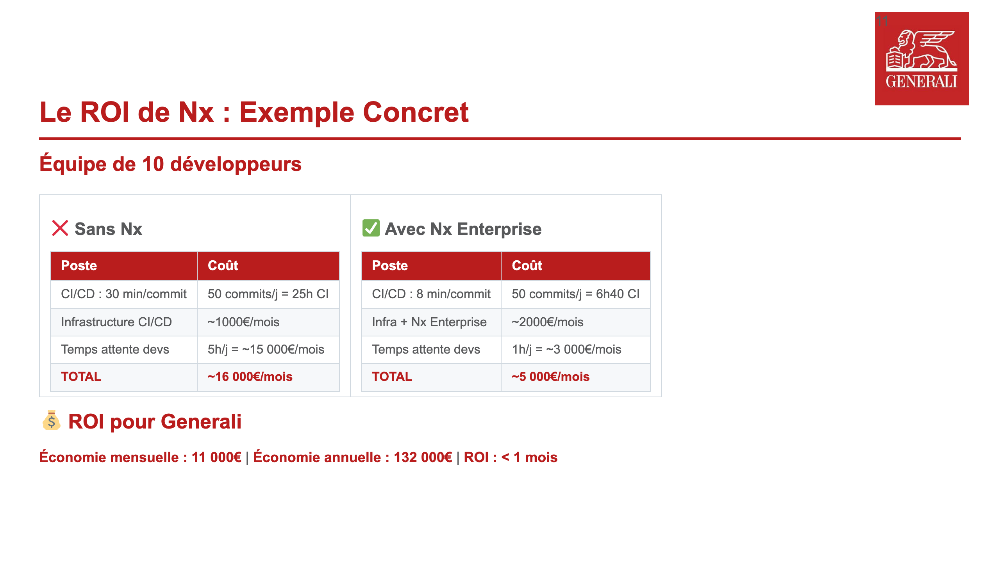 11
GENERALI
Le ROI de Nx : Exemple Concret
Équipe de 10 développeurs
❌ Sans Nx
Poste Coût
CI/CD : 30 min/commit 50 commits/j = 25h CI
Infrastructure CI/CD ~1000€/mois
Temps attente devs 5h/j = ~15 000€/mois
TOTAL ~16 000€/mois
✅ Avec Nx Enterprise
Poste Coût
CI/CD : 8 min/commit 50 commits/j = 6h40 CI
Infra + Nx Enterprise ~2000€/mois
Temps attente devs 1h/j = ~3 000€/mois
TOTAL ~5 000€/mois
💰 ROI pour Generali
Économie mensuelle : 11 000€ | Économie annuelle : 132 000€ | ROI : < 1 mois